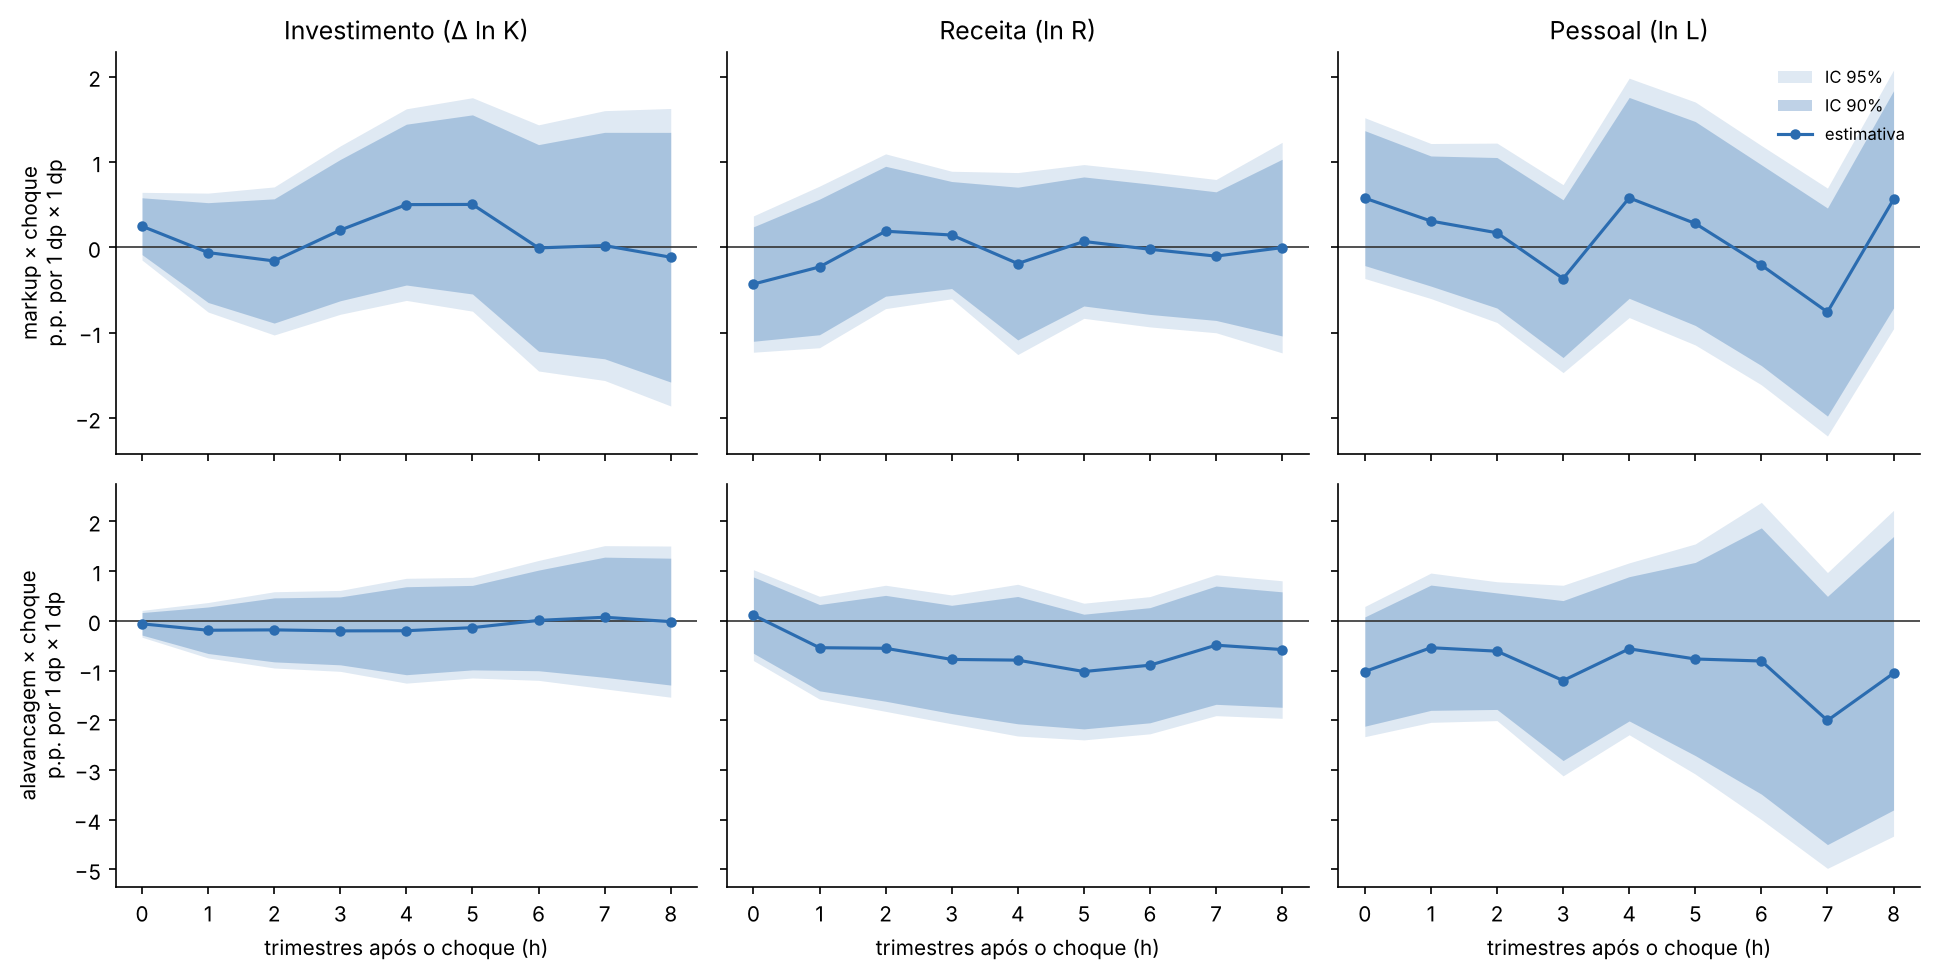 Investimento (Δ ln K)
Receita (ln R)
Pessoal (ln L)
markup × choque
p.p. por 1 dp × 1 dp
2
1
0
−1
−2
IC 95%
IC 90%
estimativa
alavancagem × choque
p.p. por 1 dp × 1 dp
2
1
0
−1
−2
−3
−4
−5
0 1 2 3 4 5 6 7 8
0 1 2 3 4 5 6 7 8
0 1 2 3 4 5 6 7 8
trimestres após o choque (h)
trimestres após o choque (h)
trimestres após o choque (h)